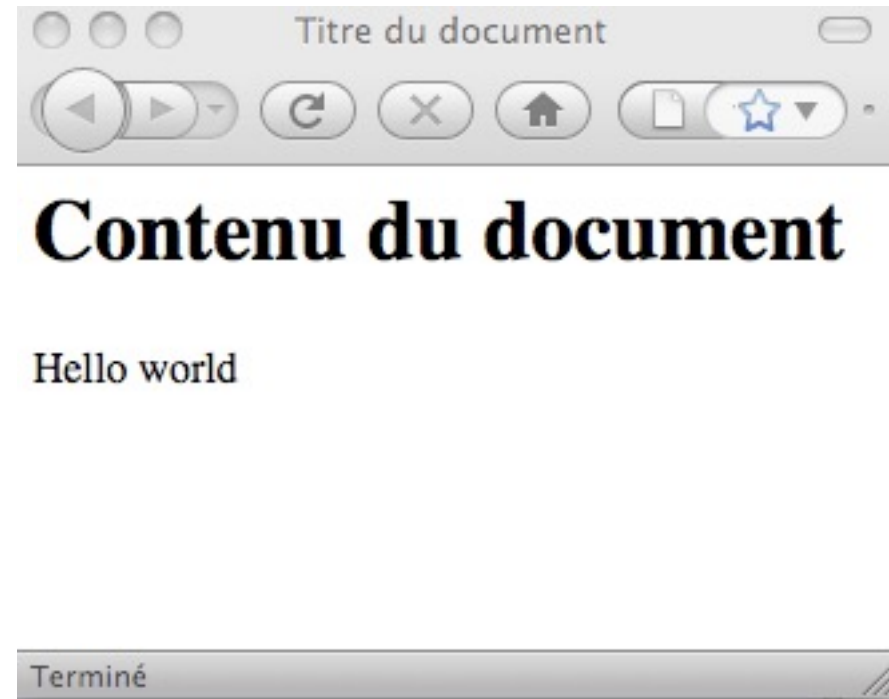 Titre du document
Contenu du document
Hello world
Terminé